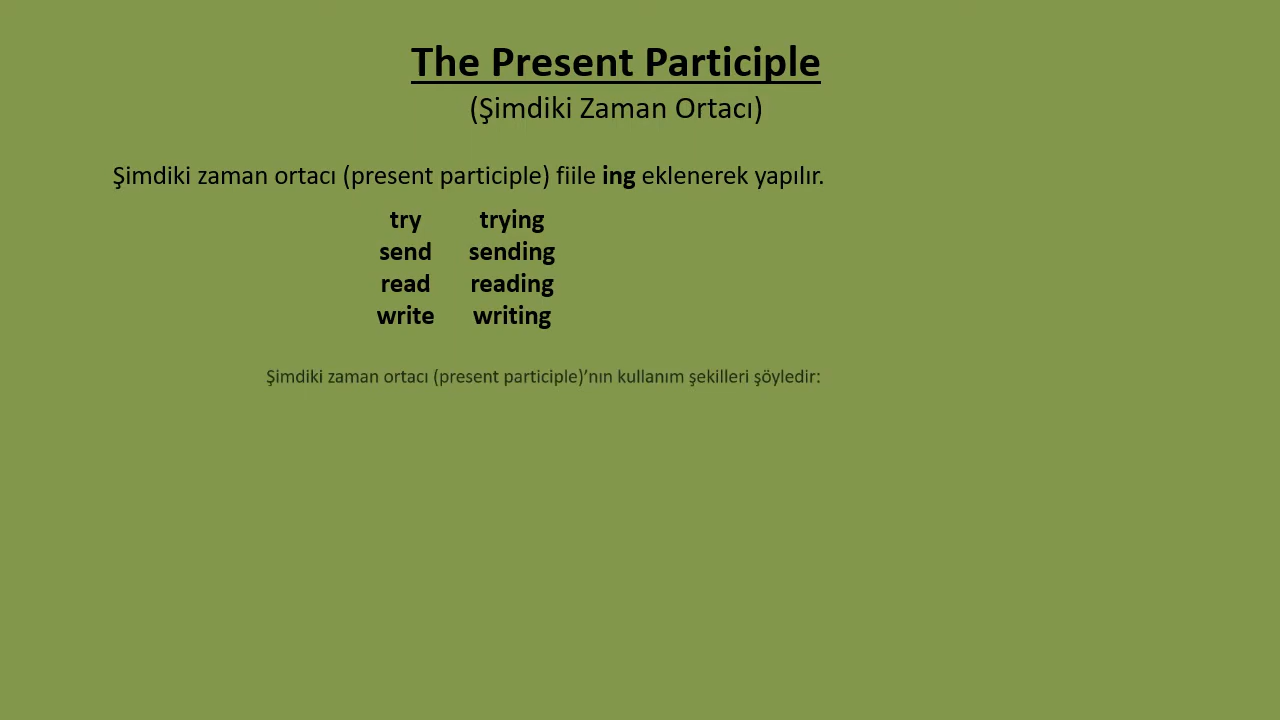 The Present Participle
(Şimdiki Zaman Ortacı)
Şimdiki zaman ortacı (present participle) fiile ing eklenerek yapılır.
try trying
send sending
read reading
write writing
Şimdiki zaman ortacı (present participle)’nın kullanım şekilleri şöyledir: